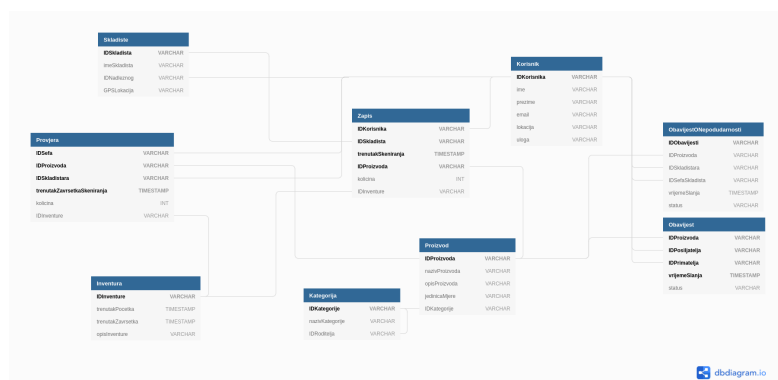 Skladiste
IDSkladista VARCHAR
imeSkladista VARCHAR
IDNadleznog VARCHAR
GPSLokacija VARCHAR
Korisnik
IDKorisnika VARCHAR
ime VARCHAR
prezime VARCHAR
email VARCHAR
lokacija VARCHAR
uloga VARCHAR
Zapis
IDKorisnika VARCHAR
IDSkladista VARCHAR
trenutakSkeniranja TIMESTAMP
IDProizvoda VARCHAR
kolicina INT
IDInventure VARCHAR
Provjera
IDSefa VARCHAR
IDProizvoda VARCHAR
IDSkladistara VARCHAR
trenutakZavrsetkaSkeniranja TIMESTAMP
kolicina INT
IDInventure VARCHAR
ObavijestONepodudarnosti
IDObavijesti VARCHAR
IDProizvoda VARCHAR
IDSkladistara VARCHAR
IDSefaSkladista VARCHAR
vrijemeSlanja TIMESTAMP
status VARCHAR
Obavijest
IDProizvoda VARCHAR
IDPosiljatelja VARCHAR
IDPrimatelja VARCHAR
vrijemeSlanja TIMESTAMP
status VARCHAR
Proizvod
IDProizvoda VARCHAR
nazivProizvoda VARCHAR
opisProizvoda VARCHAR
jedinicaMjere VARCHAR
IDKategorije VARCHAR
Inventura
IDInventure VARCHAR
trenutakPocetka TIMESTAMP
trenutakZavrsetka TIMESTAMP
opisInventure VARCHAR
Kategorija
IDKategorije VARCHAR
nazivKategorije VARCHAR
IDRoditelja VARCHAR
dbdiagram.io